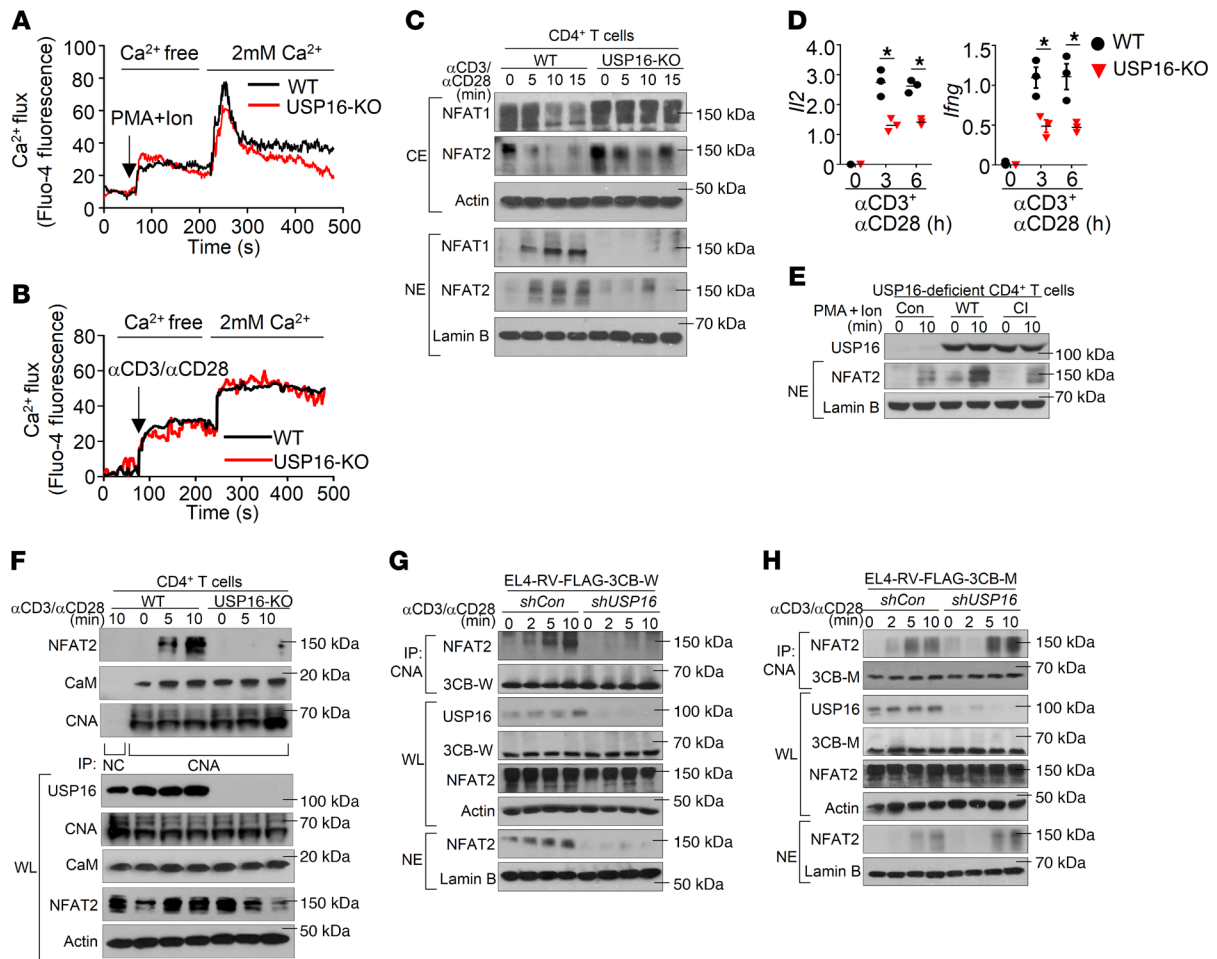 A
Ca²⁺ flux
(Fluo-4 fluorescence)
100
80
60
40
20
0
Ca²⁺ free
2mM Ca²⁺
WT
USP16-KO
PMA+Ion
0 100 200 300 400 500
Time (s)
B
Ca²⁺ flux
(Fluo-4 fluorescence)
80
60
40
20
0
Ca²⁺ free
2mM Ca²⁺
αCD3/αCD28
WT
USP16-KO
0 100 200 300 400 500
Time (s)
C
CD4⁺ T cells
αCD3/
αCD28
(min)
WT
USP16-KO
0 5 10 15 0 5 10 15
CE
NFAT1
150 kDa
NFAT2
150 kDa
Actin
50 kDa
NE
NFAT1
150 kDa
NFAT2
150 kDa
Lamin B
70 kDa
D
Il2
4.0
3.0
2.0
1.0
0
* *
0 3 6
αCD3⁺
αCD28 (h)
Ifng
1.5
1.0
0.5
0
* *
0 3 6
αCD3⁺
αCD28 (h)
WT
USP16-KO
E
USP16-deficient CD4⁺ T cells
PMA + Ion
(min)
Con WT CI
0 10 0 10 0 10
USP16
100 kDa
NE
NFAT2
150 kDa
Lamin B
70 kDa
F
CD4⁺ T cells
αCD3/αCD28
(min)
WT
USP16-KO
10 0 5 10 0 5 10
NFAT2
150 kDa
CaM
20 kDa
CNA
70 kDa
IP: NC CNA
WL
USP16
100 kDa
CNA
70 kDa
CaM
20 kDa
NFAT2
150 kDa
Actin
50 kDa
G
EL4-RV-FLAG-3CB-W
αCD3/αCD28
(min)
shCon shUSP16
0 2 5 10 0 2 5 10
IP:
CNA
NFAT2
150 kDa
3CB-W
70 kDa
WL
USP16
100 kDa
3CB-W
70 kDa
NFAT2
150 kDa
Actin
50 kDa
NE
NFAT2
150 kDa
Lamin B
50 kDa
H
EL4-RV-FLAG-3CB-M
αCD3/αCD28
(min)
shCon shUSP16
0 2 5 10 0 2 5 10
IP:
CNA
NFAT2
150 kDa
3CB-M
70 kDa
WL
USP16
100 kDa
3CB-M
70 kDa
NFAT2
150 kDa
Actin
50 kDa
NE
NFAT2
150 kDa
Lamin B
70 kDa